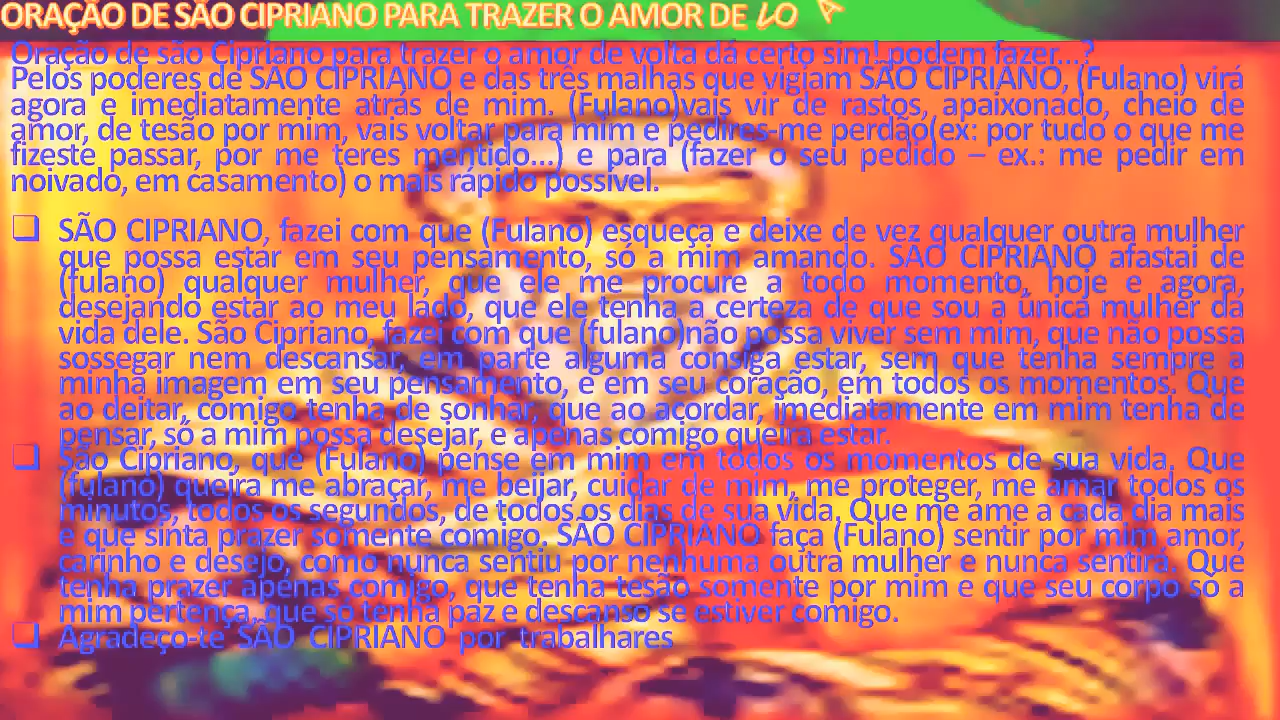 ORAÇÃO DE SÃO CIPRIANO PARA TRAZER O AMOR DE LO A
Oração de são Cipriano para trazer o amor de volta dá certo sim! podem fazer...?
Pelos poderes de SÃO CIPRIANO e das três malhas que vigiam SÃO CIPRIANO, (Fulano) virá
agora e imediatamente atrás de mim. (Fulano)vais vir de rastos, apaixonado, cheio de
amor, de tesão por mim, vais voltar para mim e pedires-me perdão(ex: por tudo o que me
fizeste passar, por me teres mentido...) e para (fazer o seu pedido – ex.: me pedir em
noivado, em casamento) o mais rápido possível.
❑ SÃO CIPRIANO, fazei com que (Fulano) esqueça e deixe de vez qualquer outra mulher
que possa estar em seu pensamento, só a mim amando. SÃO CIPRIANO afastai de
(fulano) qualquer mulher, que ele me procure a todo momento, hoje e agora,
desejando estar ao meu lado, que ele tenha a certeza de que sou a única mulher da
vida dele. São Cipriano, fazei com que (fulano)não possa viver sem mim, que não possa
sossegar nem descansar, em parte alguma consiga estar, sem que tenha sempre a
minha imagem em seu pensamento, e em seu coração, em todos os momentos. Que
ao deitar, comigo tenha de sonhar, que ao acordar, imediatamente em mim tenha de
pensar, só a mim possa desejar, e apenas comigo queira estar.
❑ São Cipriano, que (Fulano) pense em mim em todos os momentos de sua vida. Que
(fulano) queira me abraçar, me beijar, cuidar de mim, me proteger, me amar todos os
minutos, todos os segundos, de todos os dias de sua vida. Que me ame a cada dia mais
e que sinta prazer somente comigo. SÃO CIPRIANO faça (Fulano) sentir por mim amor,
carinho e desejo, como nunca sentiu por nenhuma outra mulher e nunca sentirá. Que
tenha prazer apenas comigo, que tenha tesão somente por mim e que seu corpo só a
mim pertença, que só tenha paz e descanso se estiver comigo.
❑ Agradeço-te SÃO CIPRIANO por trabalhares